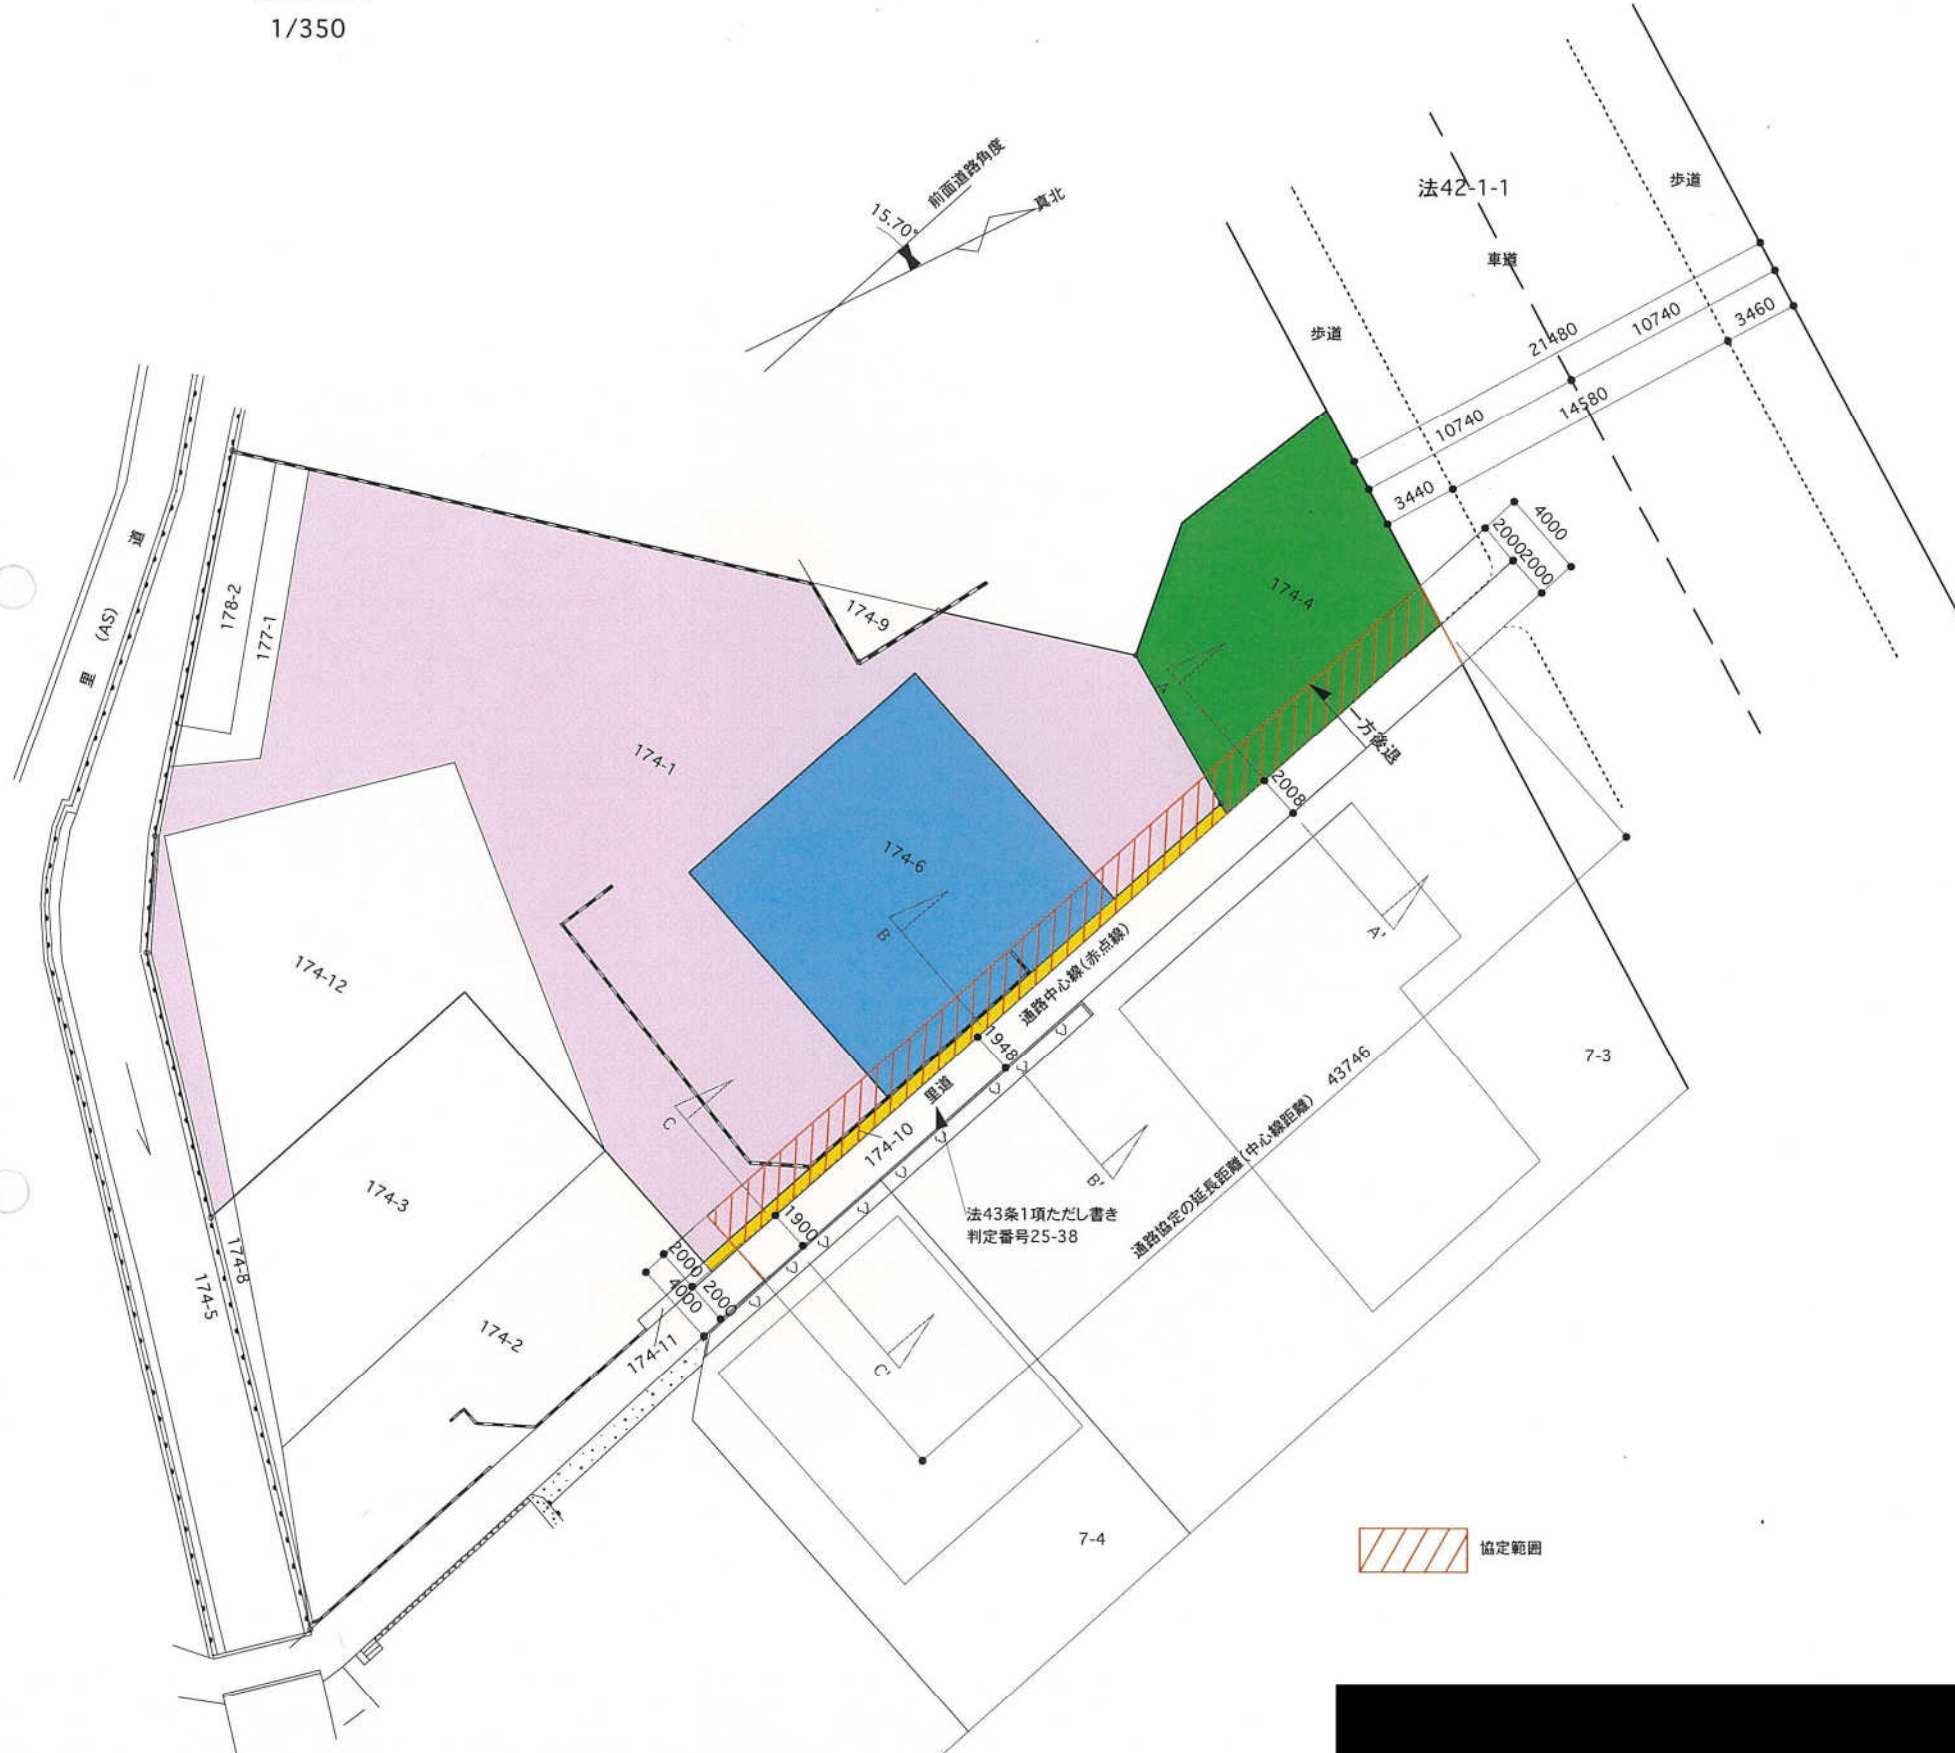 1/350
前面道路角度
15.70°
真北
法42-1-1
歩道
車道
歩道
21480
10740
3460
10740
14580
3440
4000
2000
2000
道
(AS)
里
178-2
177-1
174-9
174-4
A
一方後退
174-1
2008
174-6
B
A'
174-12
通路中心線(赤点線)
1948
里道
7-3
43746
C
174-10
B'
通路協定の延長距離(中心線距離)
174-3
法43条1項ただし書き
判定番号25-38
1900
174-8
174-5
2000
2000
4000
174-2
174-11
C'
7-4
協定範囲